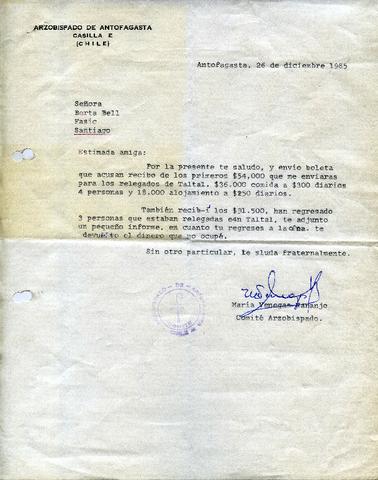 ARZOBISPADO DE ANTOFAGASTA
CASILLA E
(CHILE)
Antofagasta, 26 de diciembre 1985
Señora
Berta Bell
Fasic
Santiago
Estimada amiga:
Por la presente te saludo, y envío boleta
que acusan recibo de los primeros $54,000 que me enviaras
para los relegados de Taltal, $36.000 comida a $300 diarios
4 personas y 18.000 alojamiento a $250 diarios.
También recibí los $31.500, han regresado
3 personas que estaban relegadas e4n Taltal, te adjunto
un pequeño informe, en cuanto tu regreses a la
devuelvo el dinero que no ocupé.
Sin otro particular, te sluda fraternalmente.
María Venegas Naranjo
Comité Arzobispado.